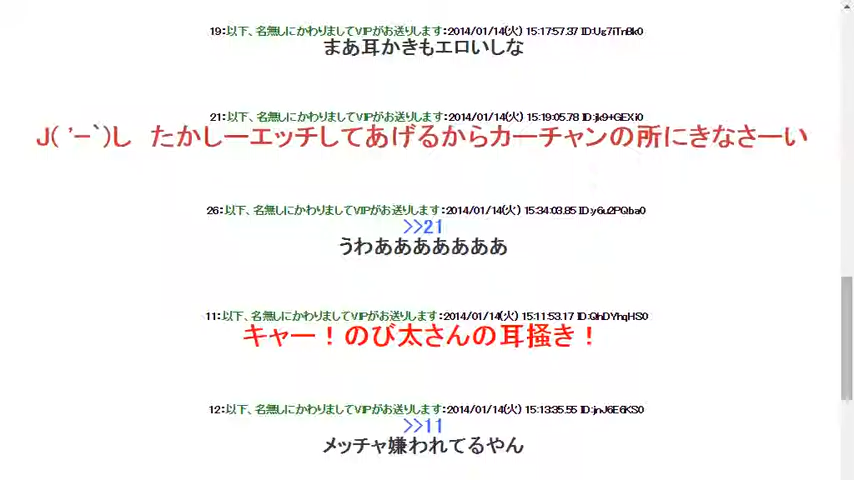 19:以下、名無しにかわりましてVIPがお送りします:2014/01/14(火) 15:17:57.37 ID:Ug7iTnBk0
まあ耳かきもエロいしな
21:以下、名無しにかわりましてVIPがお送りします:2014/01/14(火) 15:19:05.78 ID:jk9+GEXi0
J( 'ｰ`)し　たかしーエッチしてあげるからカーチャンの所にきなさーい
26:以下、名無しにかわりましてVIPがお送りします:2014/01/14(火) 15:34:03.85 ID:y6u2PQba0
>>21
うわああああああああ
11:以下、名無しにかわりましてVIPがお送りします:2014/01/14(火) 15:11:53.17 ID:QhDYhqHS0
キャー！のび太さんの耳掻き！
12:以下、名無しにかわりましてVIPがお送りします:2014/01/14(火) 15:13:35.55 ID:jnJ6E6KS0
>>11
メッチャ嫌われてるやん